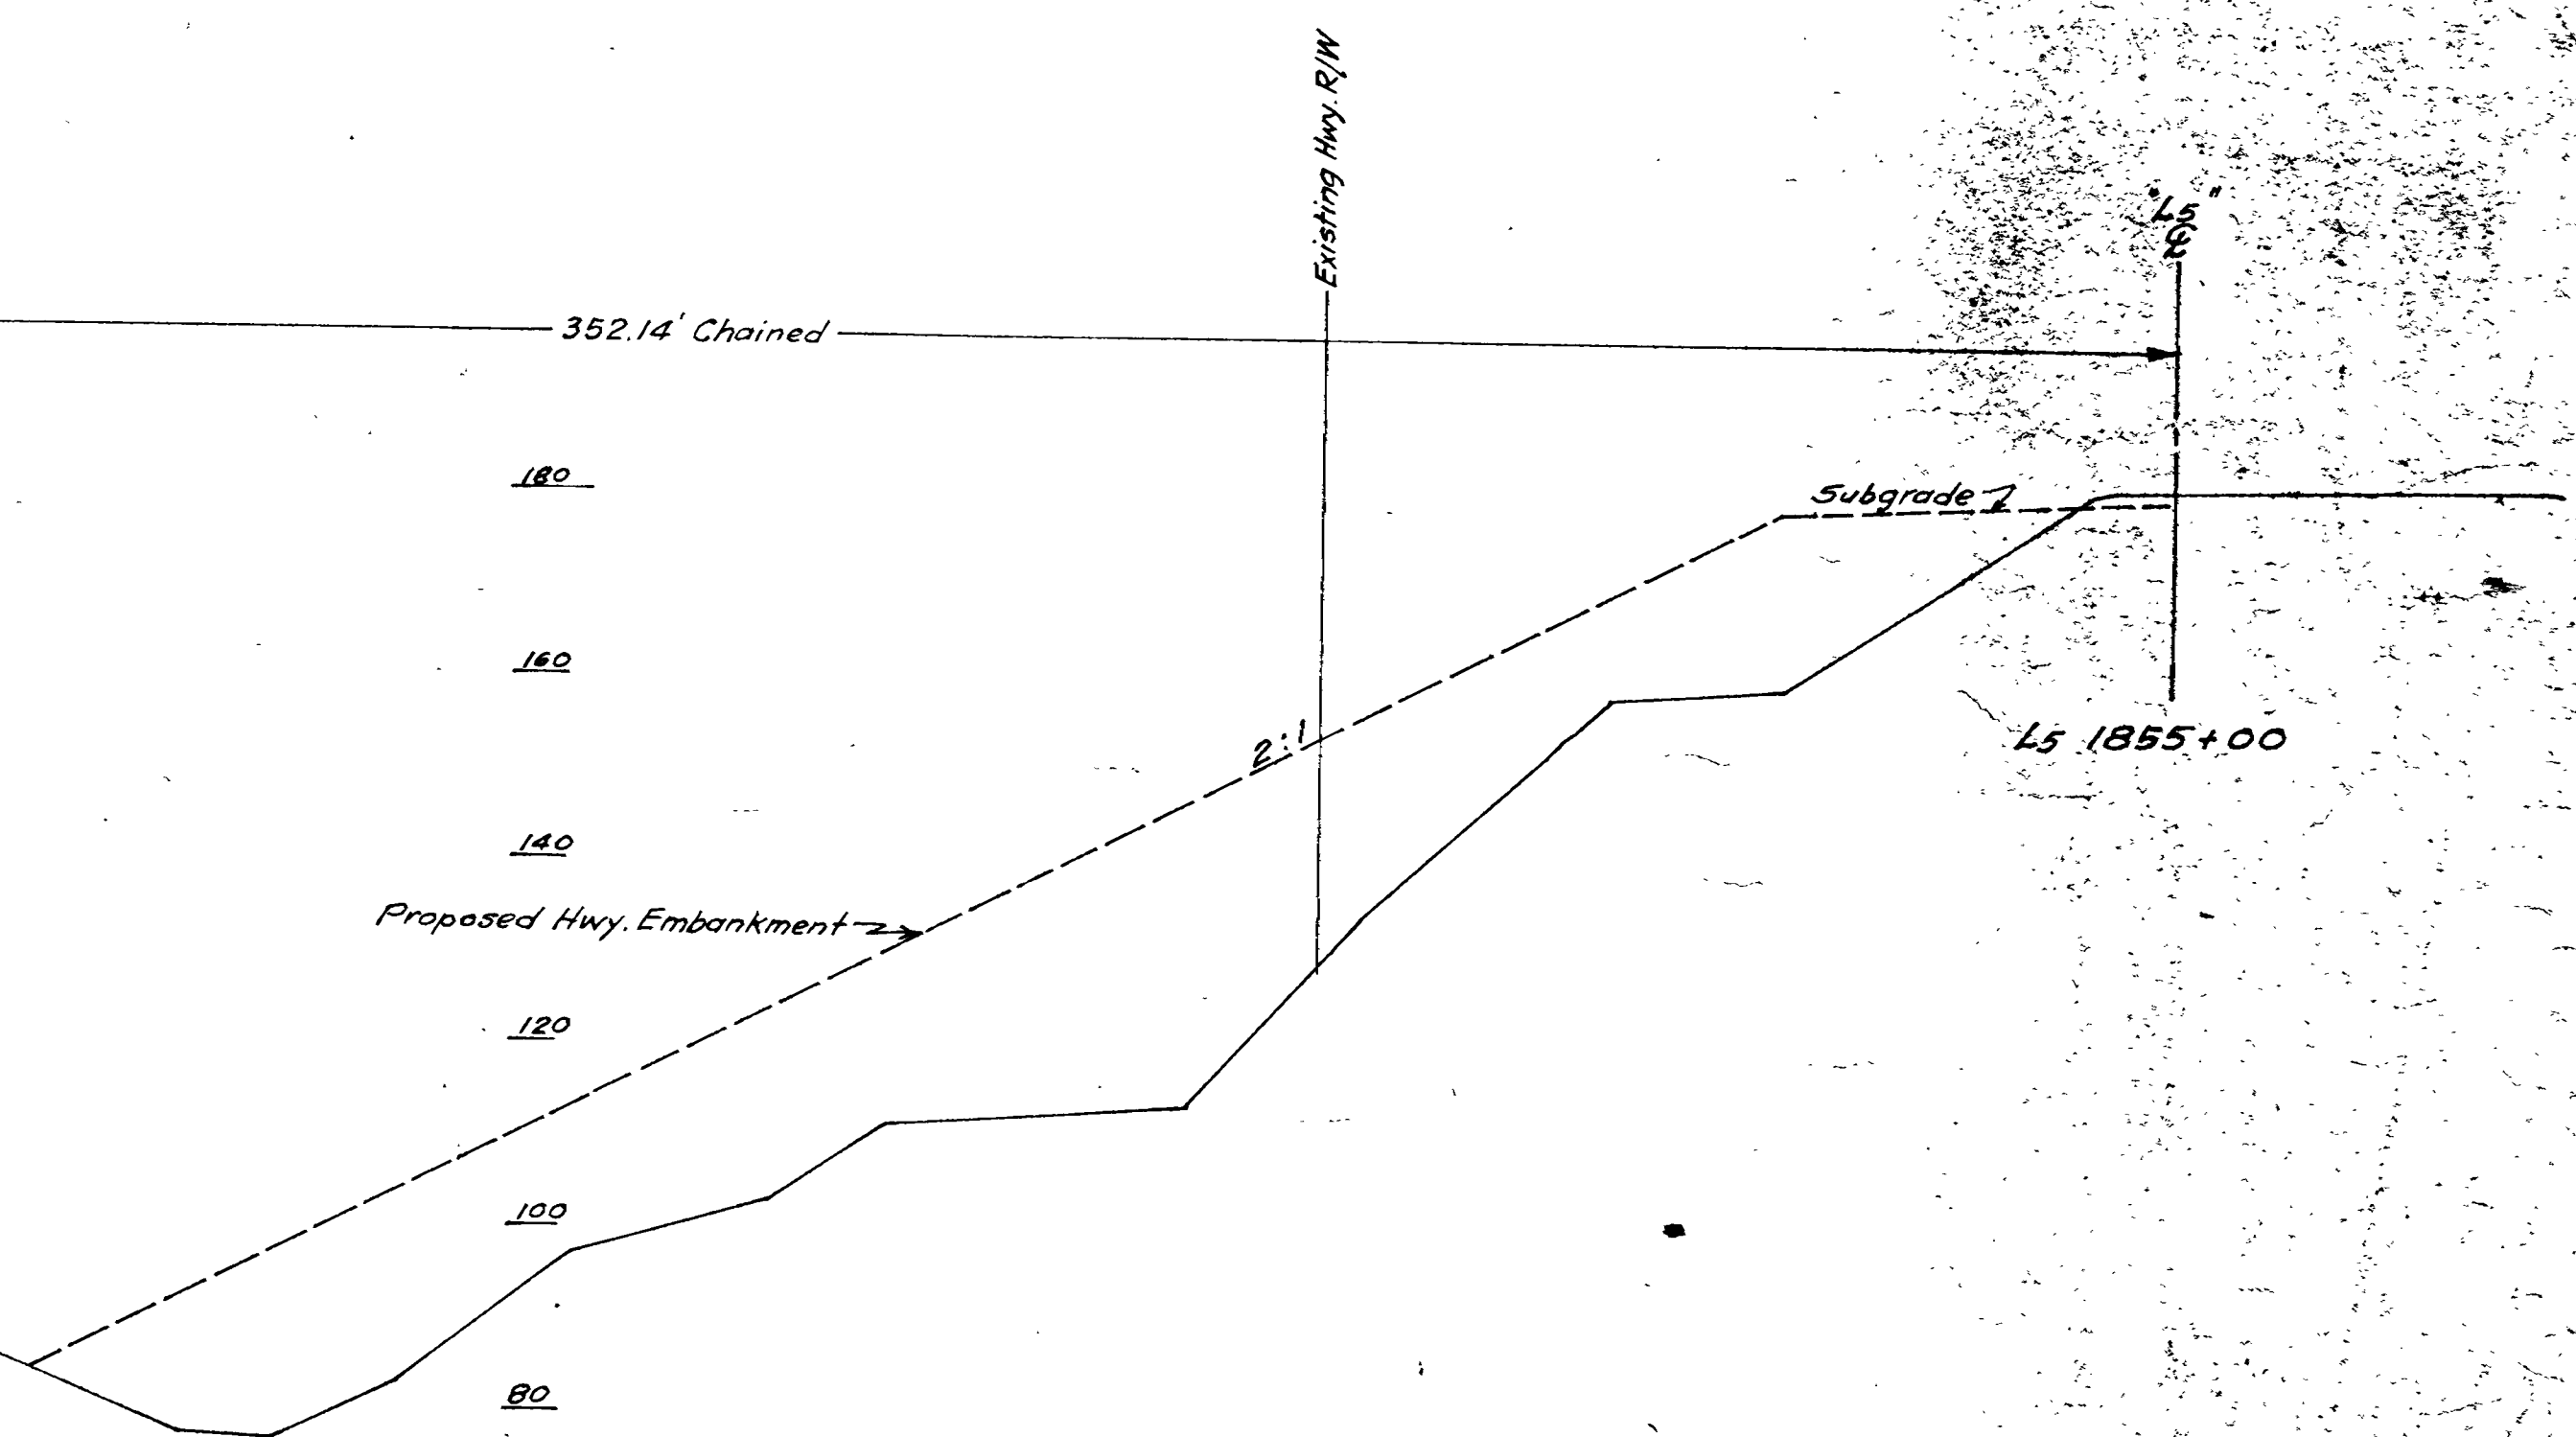 Existing Hwy. R/W
"L5"
℄
352.14' Chained
180
Subgrade
160
2:1
L5 1855+00
140
Proposed Hwy. Embankment
120
100
80